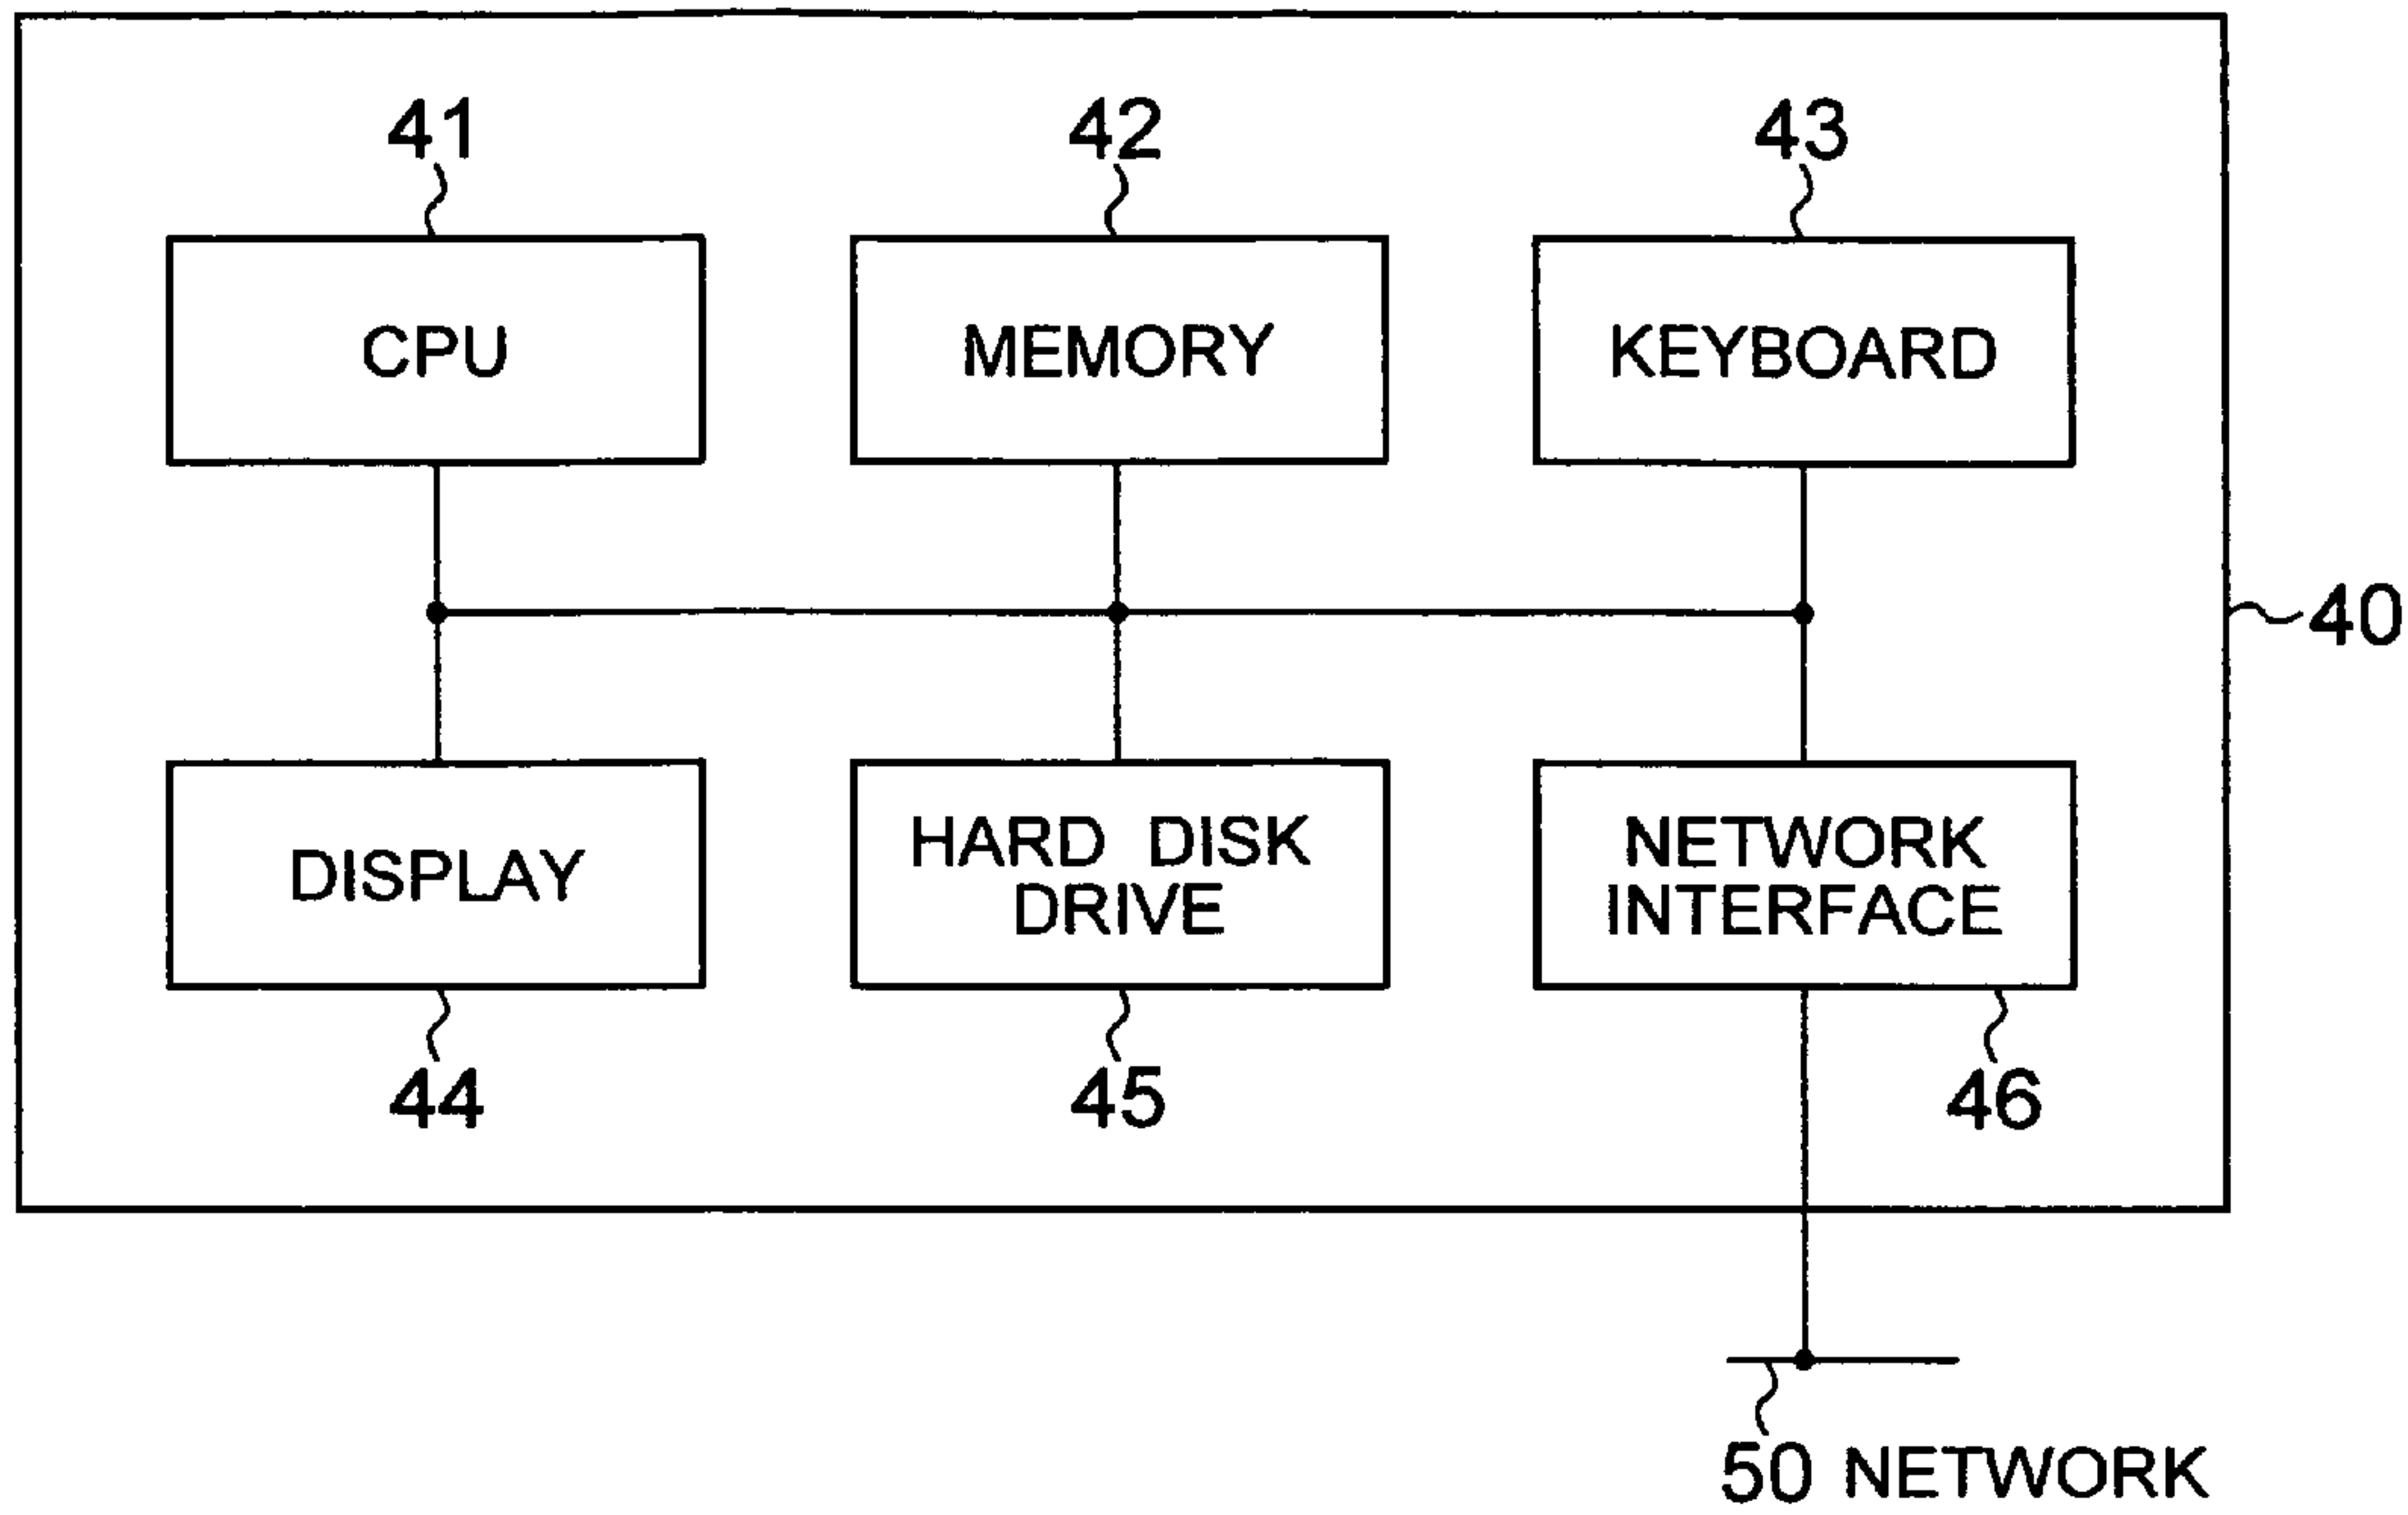 41
42
43
CPU
MEMORY
KEYBOARD
40
DISPLAY
HARD DISK
DRIVE
NETWORK
INTERFACE
44
45
46
50 NETWORK